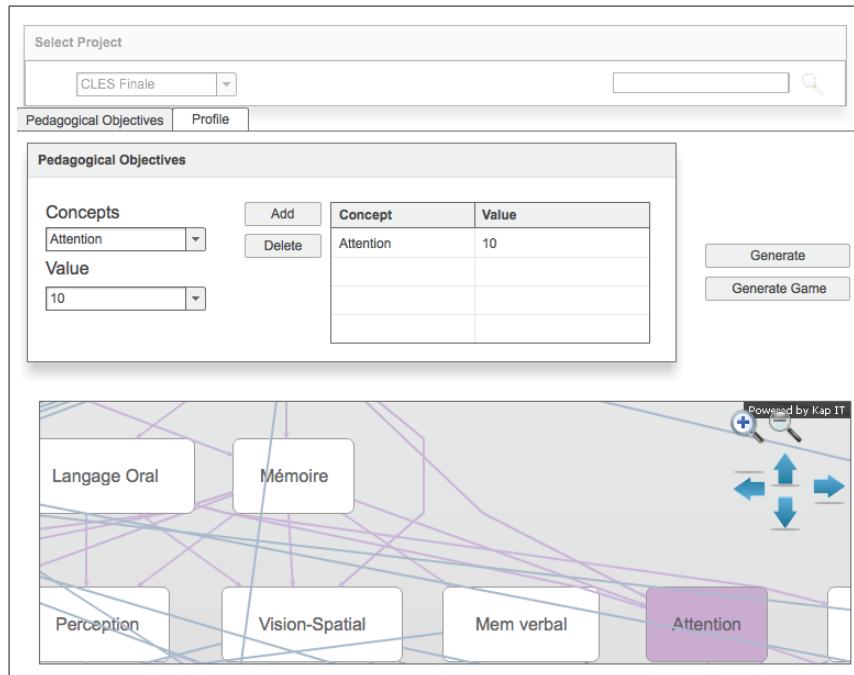 Select Project
CLES Finale
Pedagogical Objectives
Profile
Pedagogical Objectives
Concepts
Attention
Value
10
Add
Delete
Concept Value
Attention 10
Generate
Generate Game
Powered by Kap IT
Langage Oral
Mémoire
Perception
Vision-Spatial
Mem verbal
Attention